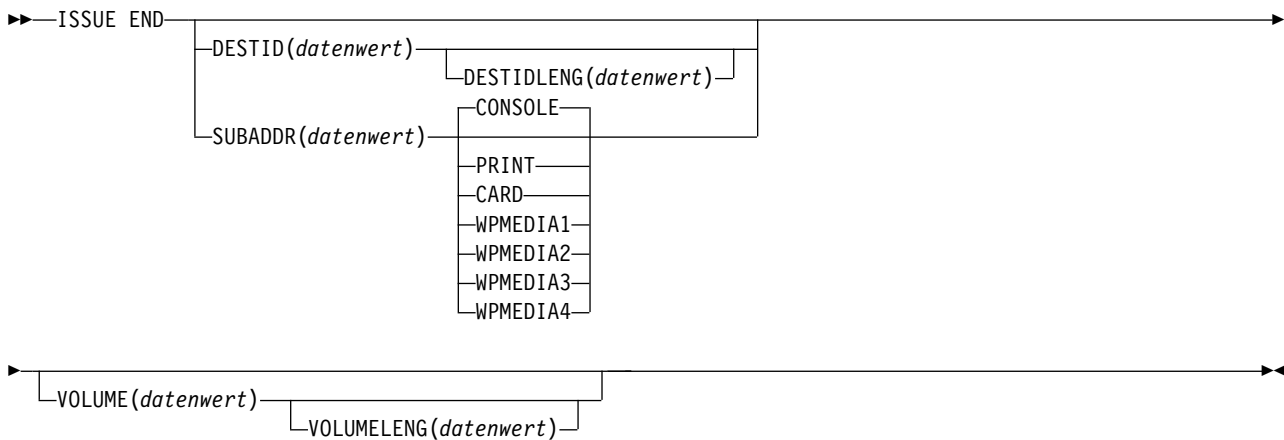 ISSUE END
DESTID(datenwert)
DESTIDLENG(datenwert)
CONSOLE
SUBADDR(datenwert)
PRINT
CARD
WPMEDIA1
WPMEDIA2
WPMEDIA3
WPMEDIA4
VOLUME(datenwert)
VOLUMELENG(datenwert)